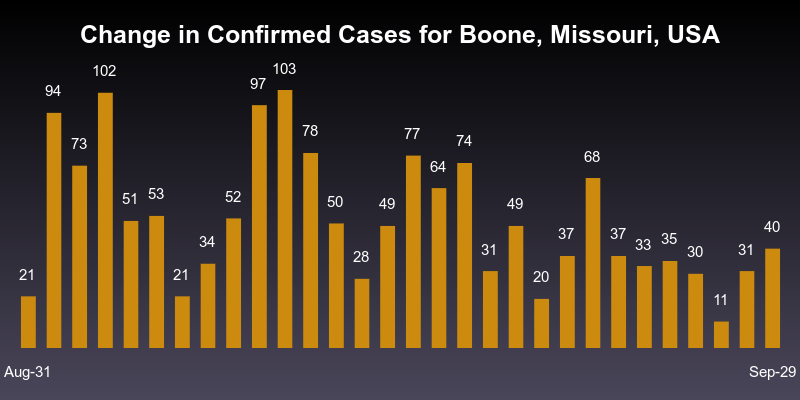 Change in Confirmed Cases for Boone, Missouri, USA
21 94 73 102 51 53 21 34 52 97 103 78 50 28 49 77 64 74 31 49 20 37 68 37 33 35 30 11 31 40
Aug-31 Sep-29